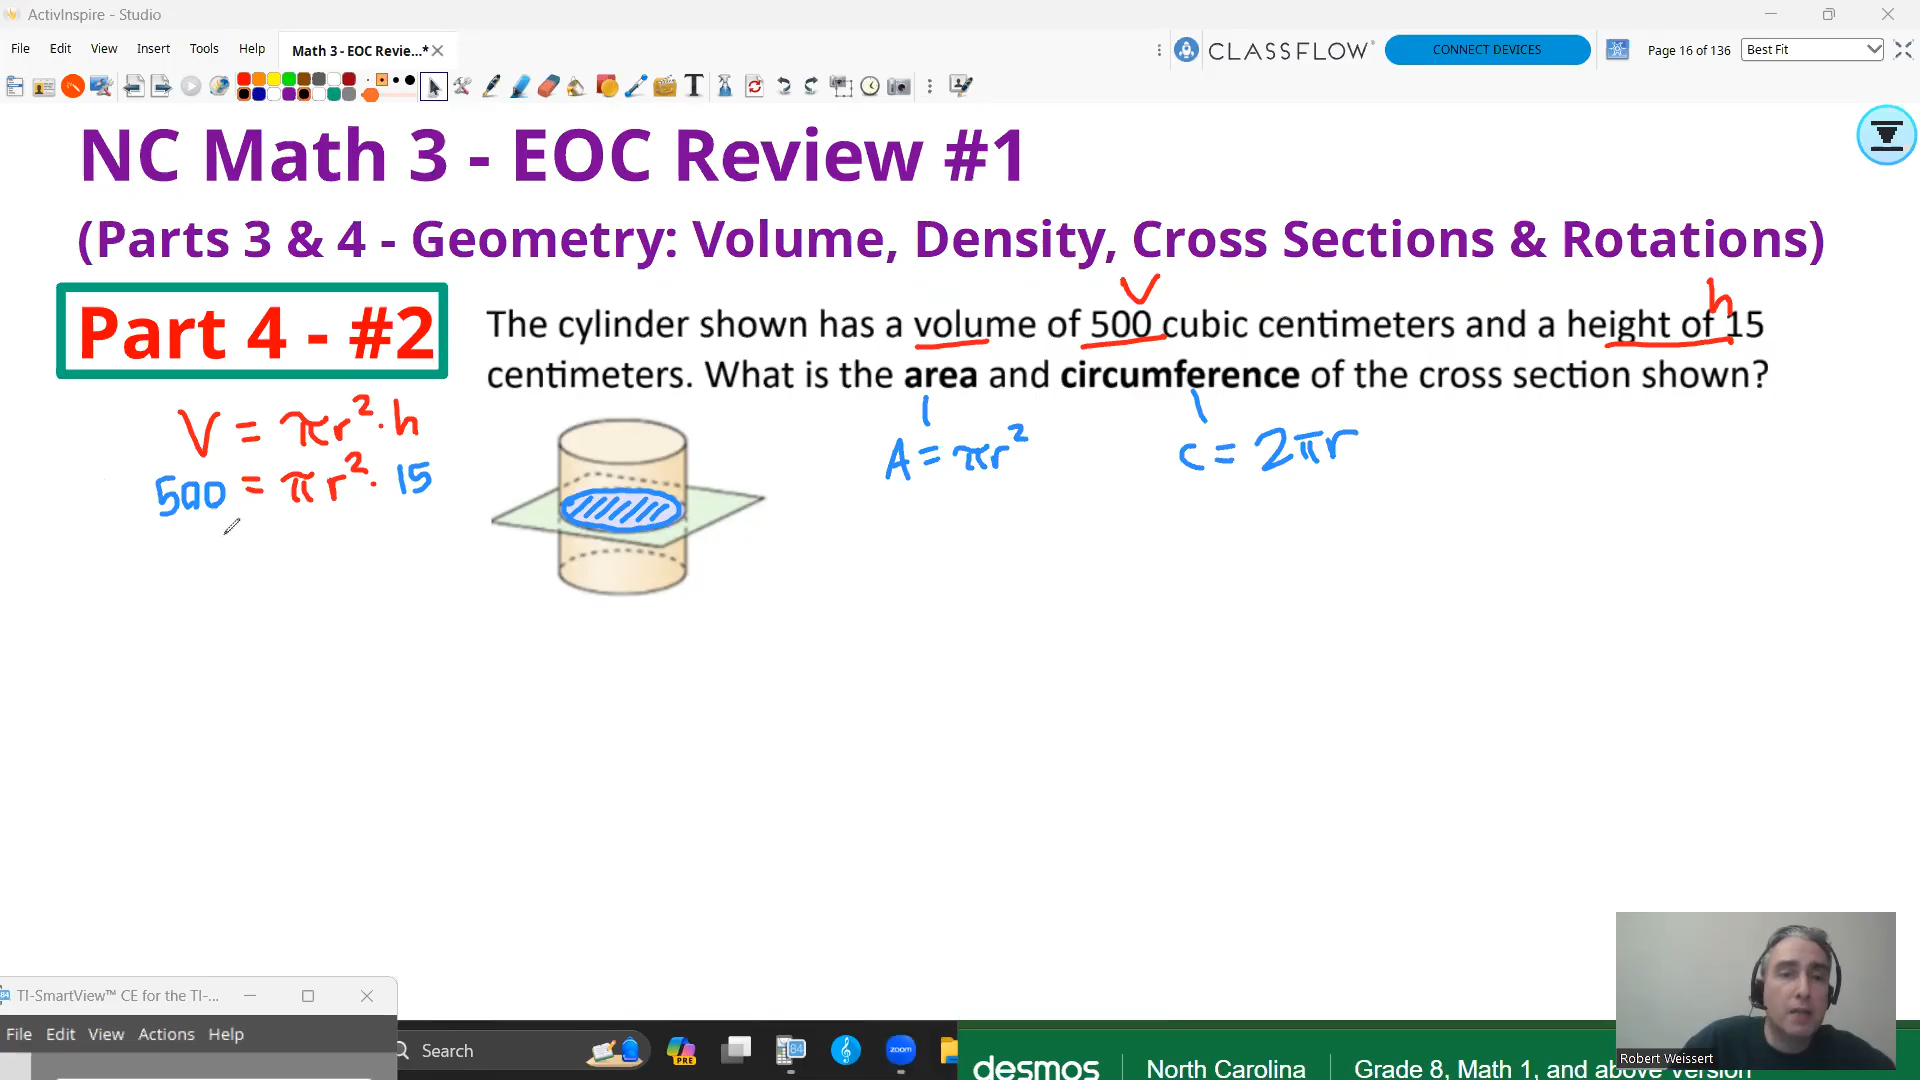 ActivInspire - Studio
File Edit View Insert Tools Help
Math 3 - EOC Revie...*
CLASSFLOW
CONNECT DEVICES
Page 16 of 136
Best Fit
NC Math 3 - EOC Review #1
(Parts 3 & 4 - Geometry: Volume, Density, Cross Sections & Rotations)
Part 4 - #2
V
h
The cylinder shown has a volume of 500 cubic centimeters and a height of 15
centimeters. What is the area and circumference of the cross section shown?
V = πr²·h
500 = πr²·15
A = πr²
C = 2πr
TI-SmartView™ CE for the TI-...
File Edit View Actions Help
Search
PRE
84
zoom
desmos
North Carolina
Grade 8, Math 1, and above Version
Robert Weissert